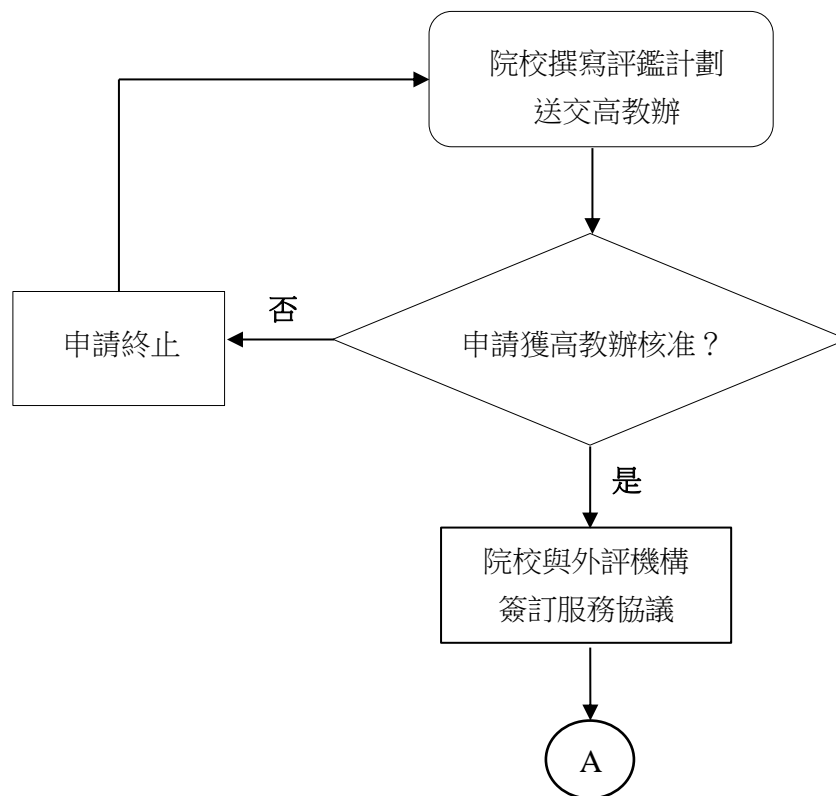 院校撰寫評鑑計劃
送交高教辦
否
申請終止
申請獲高教辦核准？
是
院校與外評機構
簽訂服務協議
A